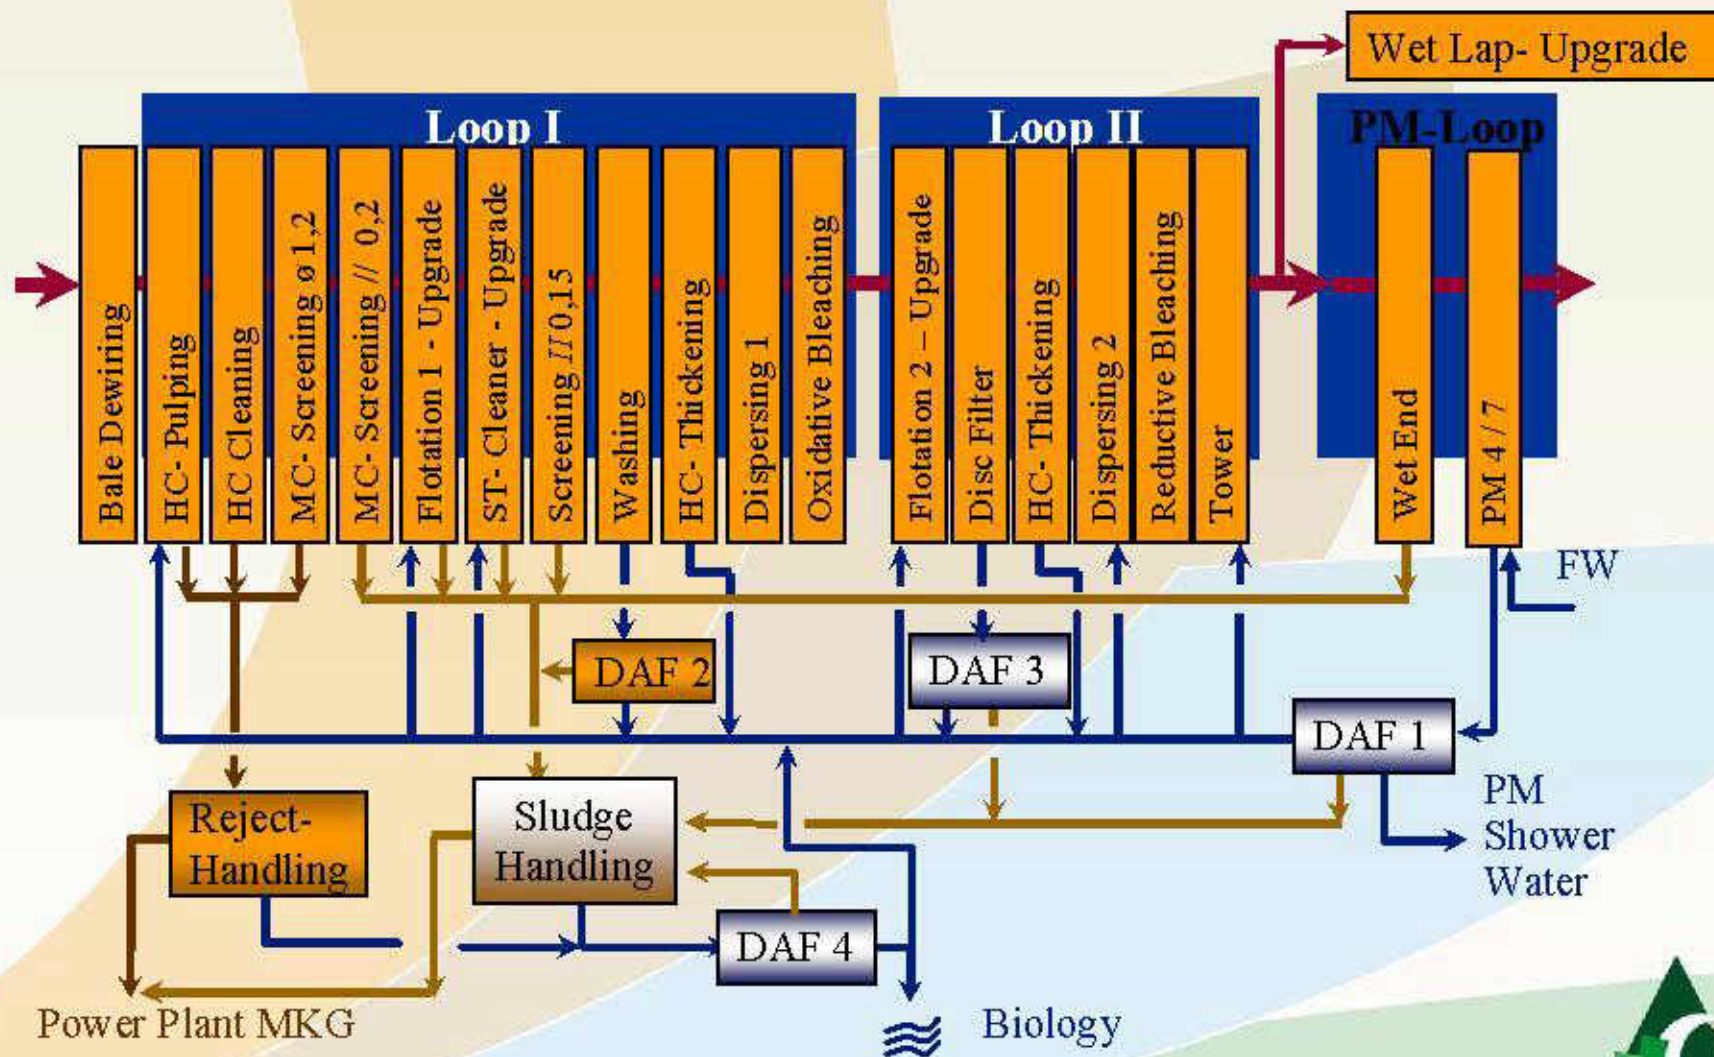 Wet Lap- Upgrade
Loop I
Loop II
PM-Loop
Bale Dewiring
HC- Pulping
HC Cleaning
MC- Screening ø 1,2
MC- Screening // 0,2
Flotation 1 - Upgrade
ST- Cleaner - Upgrade
Screening // 0,15
Washing
HC- Thickening
Dispersing 1
Oxidative Bleaching
Flotation 2 – Upgrade
Disc Filter
HC- Thickening
Dispersing 2
Reductive Bleaching
Tower
Wet End
PM 4 / 7
FW
DAF 2
DAF 3
DAF 1
Reject-
Handling
Sludge
Handling
PM
Shower
Water
DAF 4
Power Plant MKG
Biology